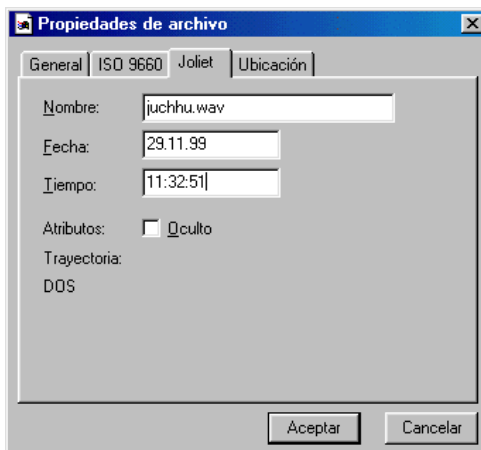 Propiedades de archivo
General ISO 9660 Joliet Ubicación
Nombre: juchhu.wav
Fecha: 29.11.99
Tiempo: 11:32:51
Atributos: Oculto
Trayectoria:
DOS
Aceptar Cancelar